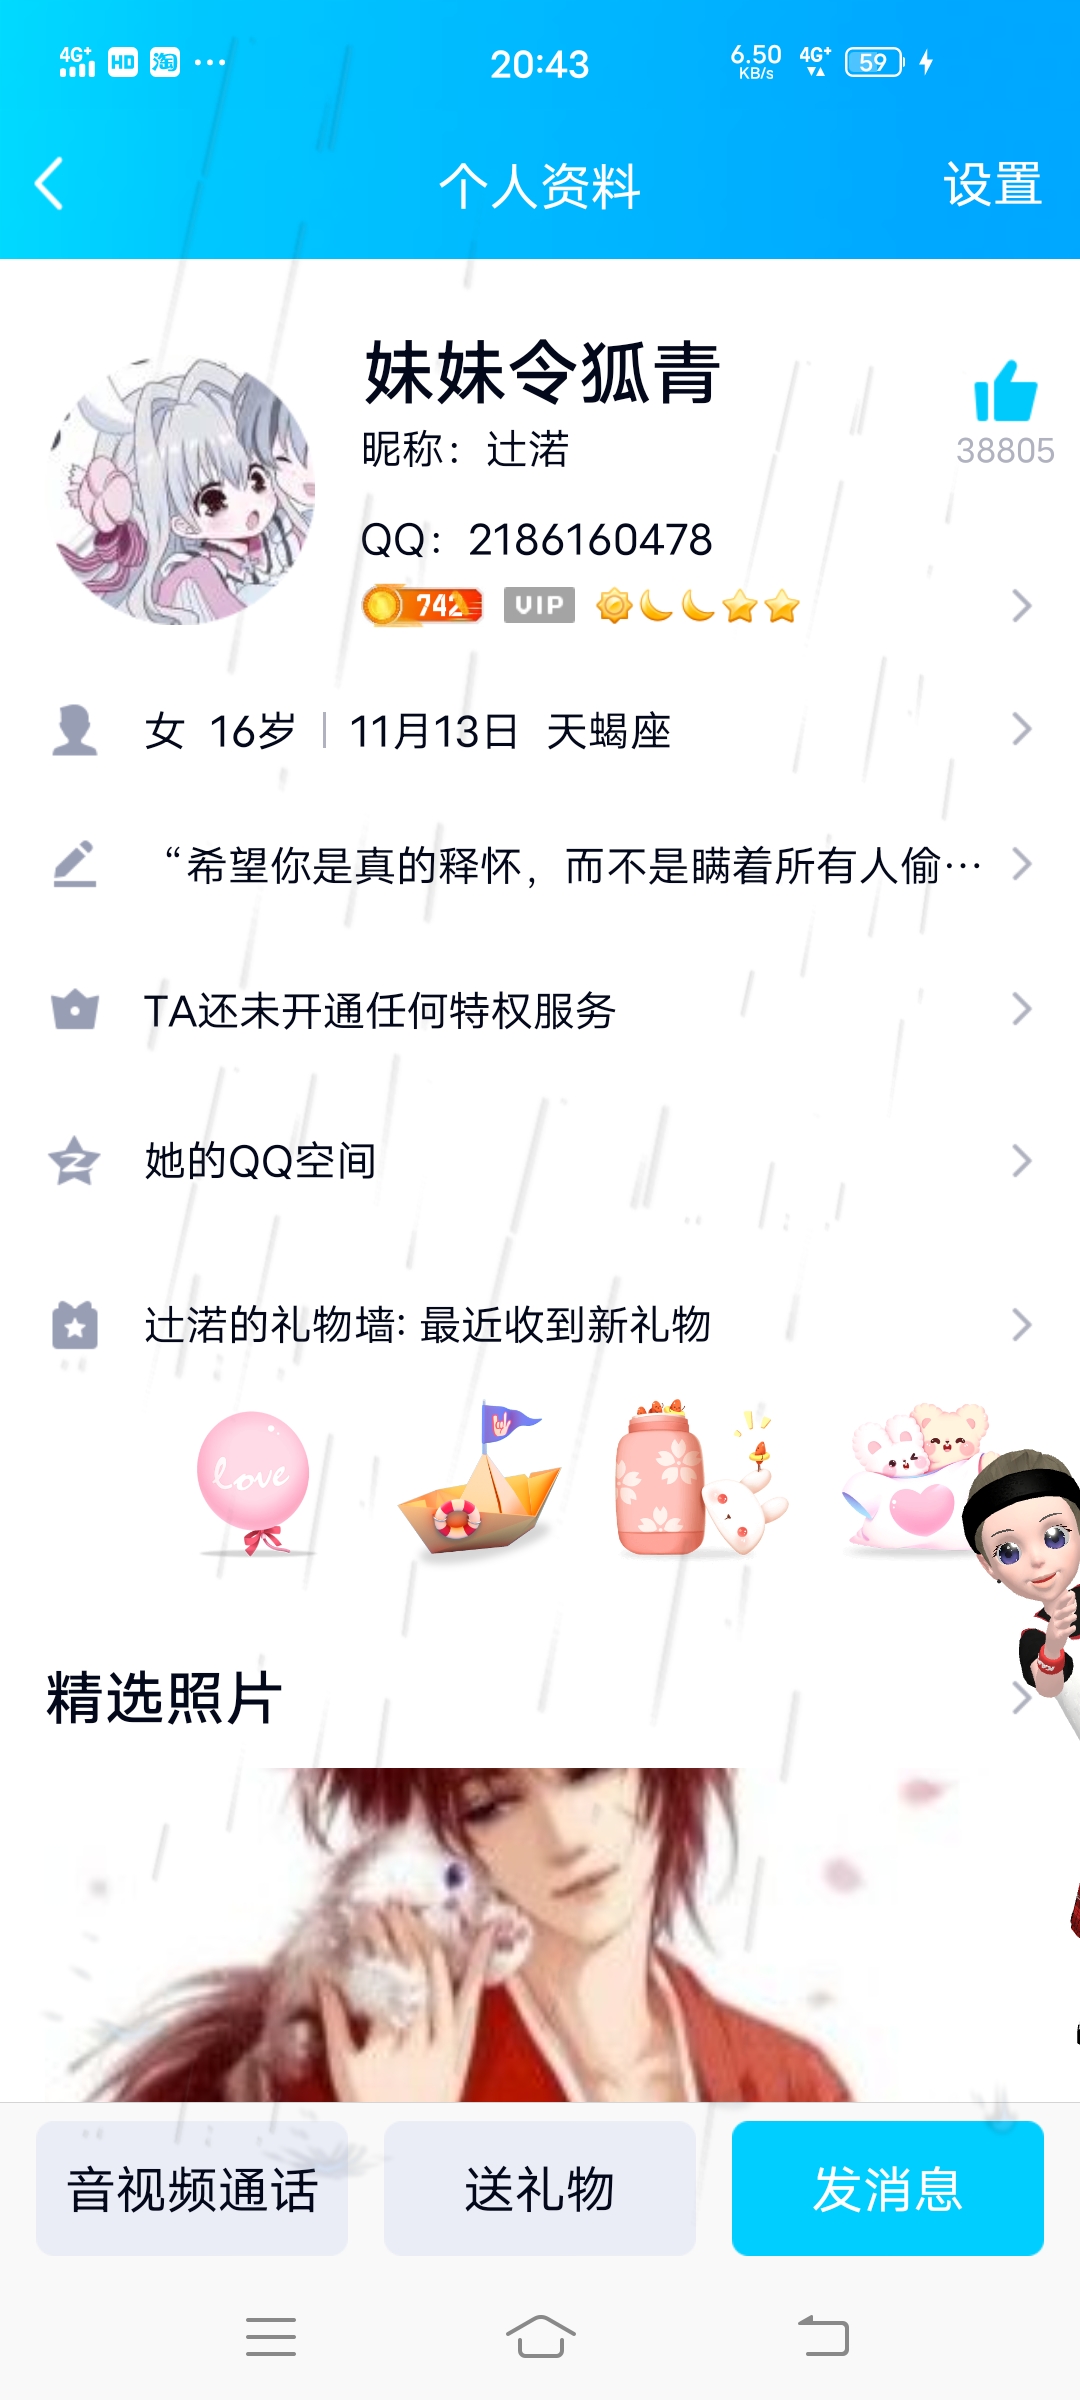 4G+ HD 淘 ··· 20:43 6.50 KB/s 4G+ 59
个人资料 设置
妹妹令狐青
昵称：辻渃
38805
QQ：2186160478
742 VIP
女 16岁 | 11月13日 天蝎座
“希望你是真的释怀，而不是瞒着所有人偷···
TA还未开通任何特权服务
她的QQ空间
辻渃的礼物墙: 最近收到新礼物
love
精选照片
音视频通话 送礼物 发消息